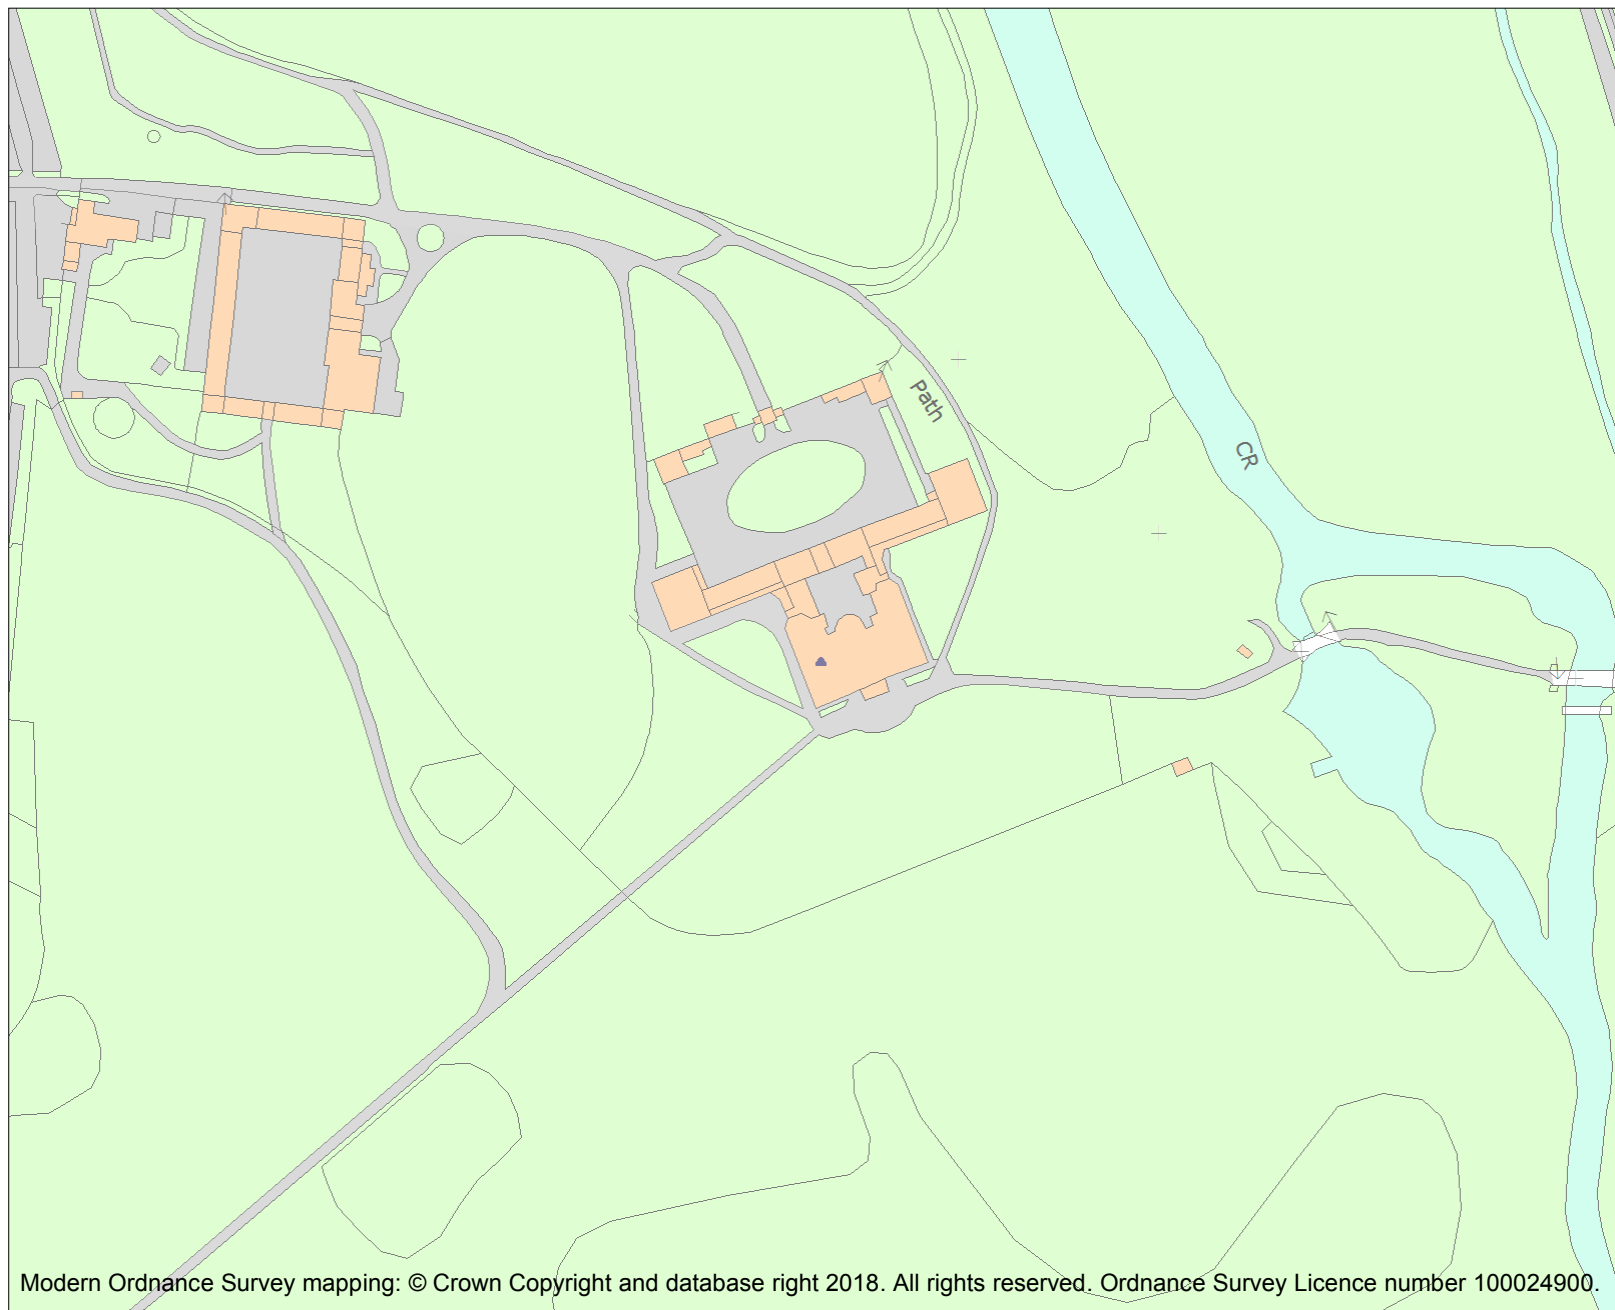 Path
CR
Modern Ordnance Survey mapping: © Crown Copyright and database right 2018. All rights reserved. Ordnance Survey Licence number 100024900.